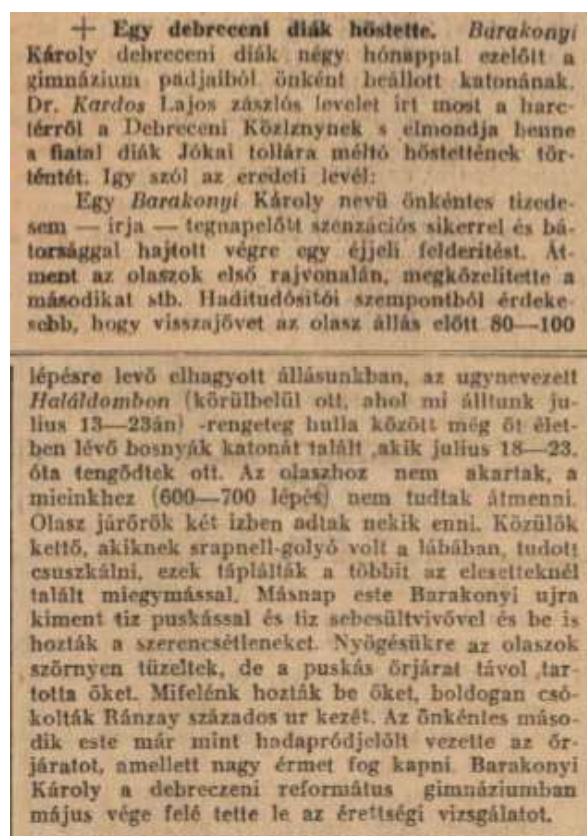 + Egy debreceni diák hőstette. Barakonyi
Károly debreceni diák négy hónappal ezelőtt a
gimnázium padjaiból önként beállott katonának.
Dr. Kardos Lajos zászlós levelet irt most a harc-
térről a Debreceni Közlznynek s elmondja benne
a fiatal diák Jókai tollára méltó hőstettének tör-
téntét. Igy szól az eredeti levél:
Egy Barakonyi Károly nevü önkéntes tizede-
sem — irja — tegnapelőtt szenzációs sikerrel és bá-
torsággal hajtott végre egy éjjeli felderitést. Át-
ment az olaszok első rajvonalán, megközelitette a
másodikat stb. Haditudósitói szempontból érdeke-
sebb, hogy visszajövet az olasz állás előtt 80—100
lépésre levő elhagyott állásunkban, az ugynevezett
Haláldombon (körülbelül ott, ahol mi álltunk ju-
lius 13—23án) -rengeteg hulla között még öt élet-
ben lévő bosnyák katonát talált ,akik julius 18—23.
óta tengődtek ott. Az olaszhoz nem akartak, a
mieinkhez (600—700 lépés) nem tudtak átmenni.
Olasz járőrök két izben adtak nekik enni. Közülök
kettő, akiknek srapnell-golyó volt a lábában, tudott
csuszkálni, ezek táplálták a többit az elesetteknél
talált miegymással. Másnap este Barakonyi ujra
kiment tiz puskással és tiz sebesültvivővel és be is
hozták a szerencsétleneket. Nyögésükre az olaszok
szörnyen tüzeltek, de a puskás őrjárat távol ,tar-
totta őket. Mifelénk hozták be őket, boldogan csó-
kolták Ránzay százados ur kezét. Az önkéntes máso-
dik este már mint hadapródjelölt vezette az őr-
járatot, amellett nagy érmet fog kapni. Barakonyi
Károly a debreczeni református gimnáziumban
május vége felé tette le az érettségi vizsgálatot.